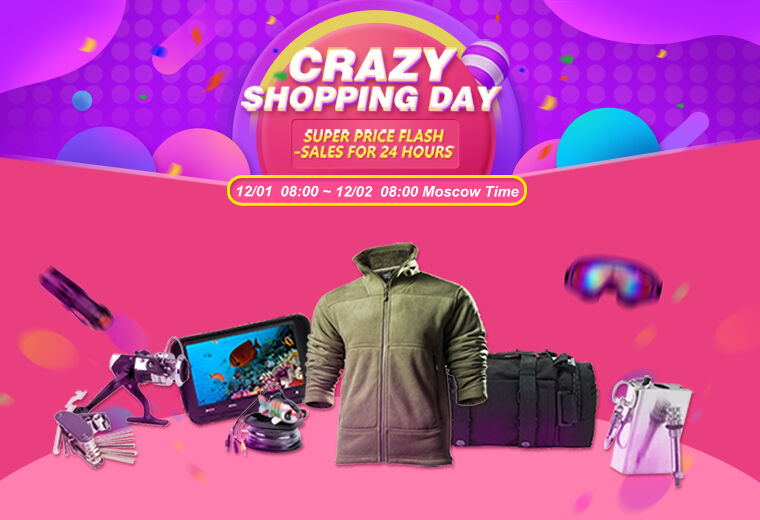 CRAZY
SHOPPING DAY
SUPER PRICE FLASH
-SALES FOR 24 HOURS
12/01 08:00 ~ 12/02 08:00 Moscow Time